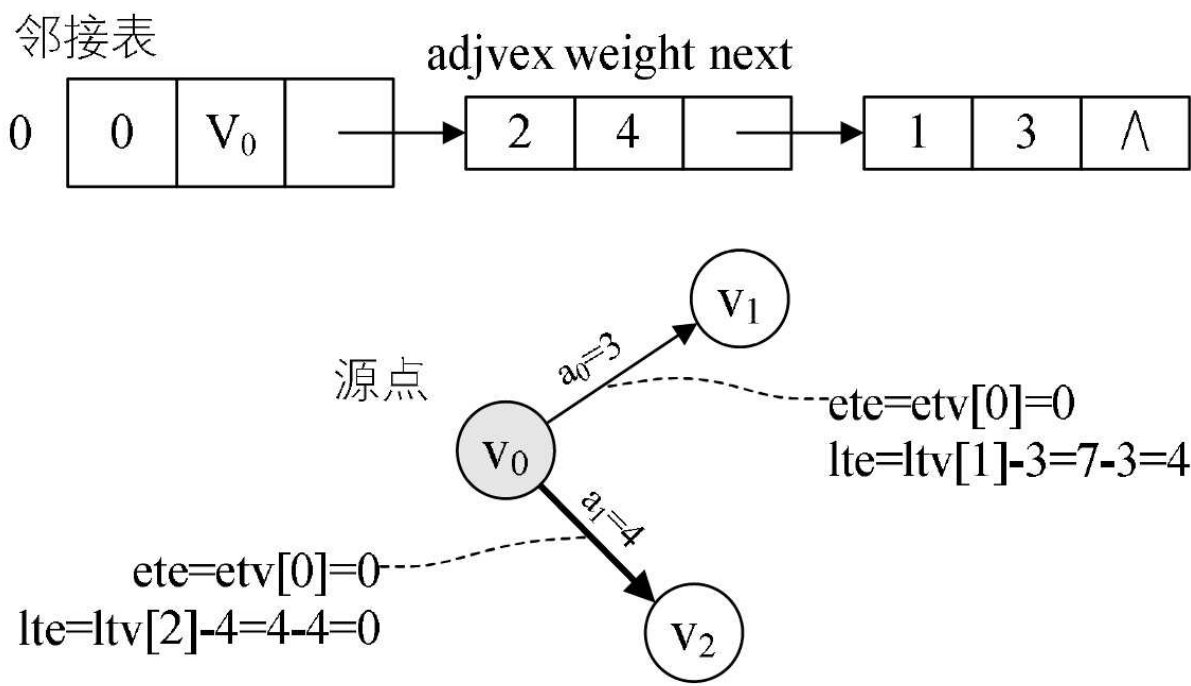 邻接表
adjvex weight next
0 0 V₀ 2 4 1 3 ∧
v₁
a₀=3
源点
ete=etv[0]=0
lte=ltv[1]-3=7-3=4
v₀
a₁=4
ete=etv[0]=0
lte=ltv[2]-4=4-4=0
v₂